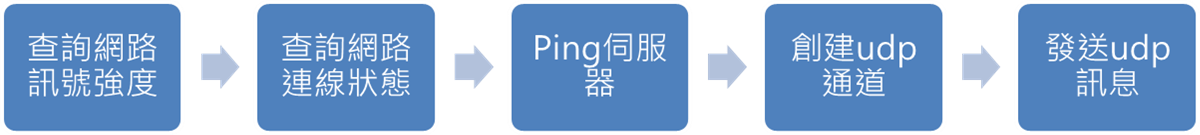 查詢網路
訊號強度
查詢網路
連線狀態
Ping伺服
器
創建udp
通道
發送udp
訊息